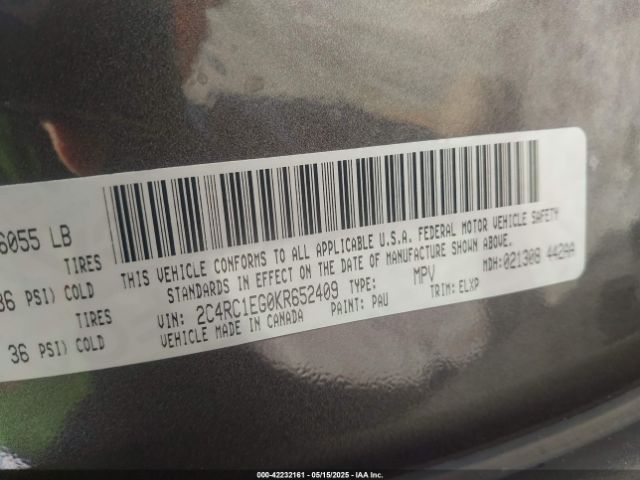 6055 LB
TIRES
36 PSI) COLD
TIRES
36 PSI) COLD
THIS VEHICLE CONFORMS TO ALL APPLICABLE U.S.A. FEDERAL MOTOR VEHICLE SAFETY
STANDARDS IN EFFECT ON THE DATE OF MANUFACTURE SHOWN ABOVE.
VIN: 2C4RC1EG0KR652409 TYPE: MPV MDH:021308 442AA
VEHICLE MADE IN CANADA PAINT: PAU TRIM: ELXP
000-42232161 - 05/15/2025 - IAA Inc.